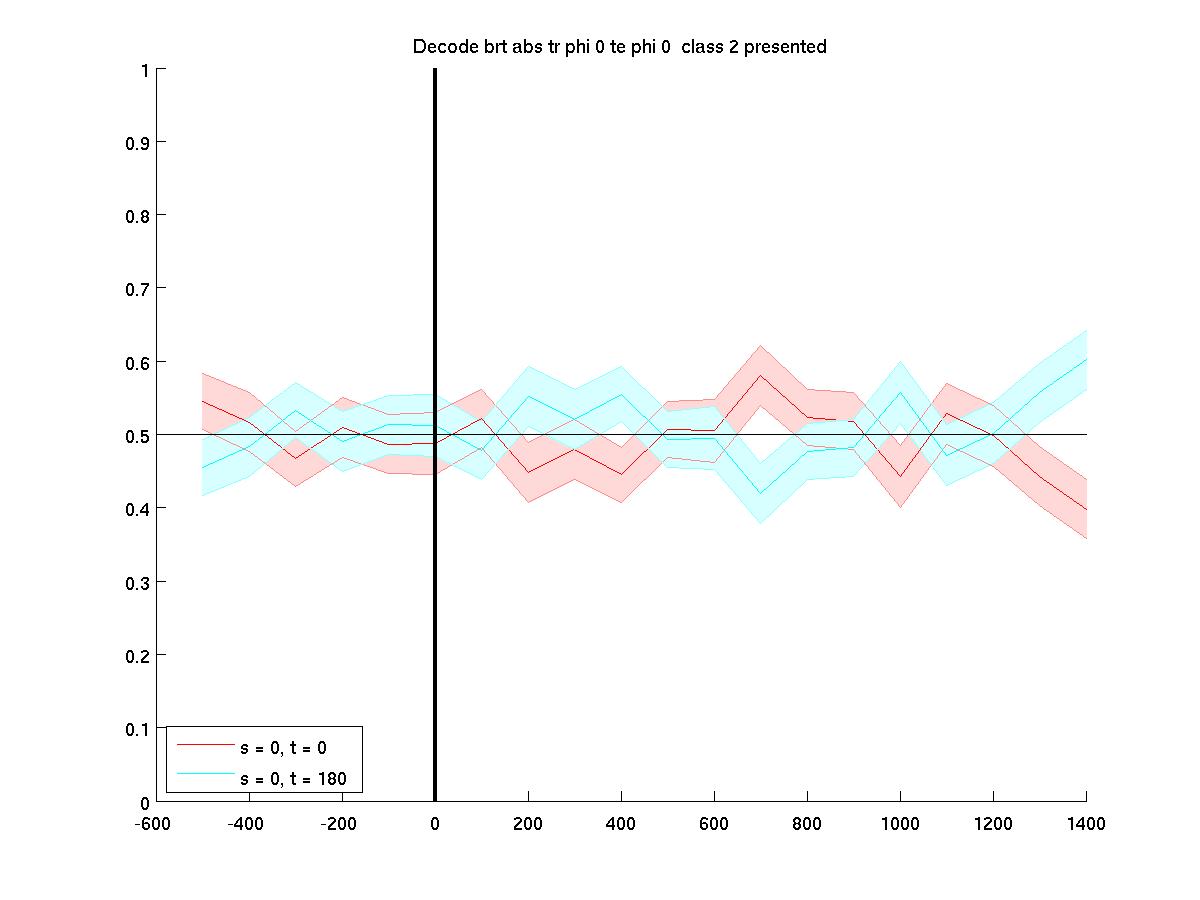 Decode brt abs tr phi 0 te phi 0  class 2 presented
1
0.9
0.8
0.7
0.6
0.5
0.4
0.3
0.2
0.1
0
s = 0, t = 0
s = 0, t = 180
-600 -400 -200 0 200 400 600 800 1000 1200 1400